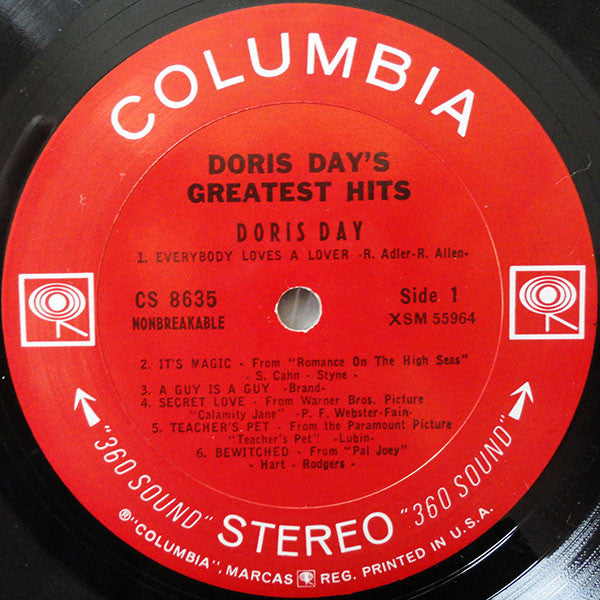 COLUMBIA
DORIS DAY'S
GREATEST HITS
DORIS DAY
1. EVERYBODY LOVES A LOVER -R. Adler-R. Allen-
CS 8635
NONBREAKABLE
Side 1
XSM 55964
2. IT'S MAGIC - From "Romance On The High Seas"
- S. Cahn - Styne -
3. A GUY IS A GUY -Brand-
4. SECRET LOVE - From Warner Bros. Picture
"Calamity Jane" - P. F. Webster-Fain-
5. TEACHER'S PET - From the Paramount Picture
"Teacher's Pet" -Lubin-
6. BEWITCHED - From "Pal Joey"
- Hart - Rodgers -
"360 SOUND" STEREO "360 SOUND"
®"COLUMBIA", MARCAS REG. PRINTED IN U.S.A.